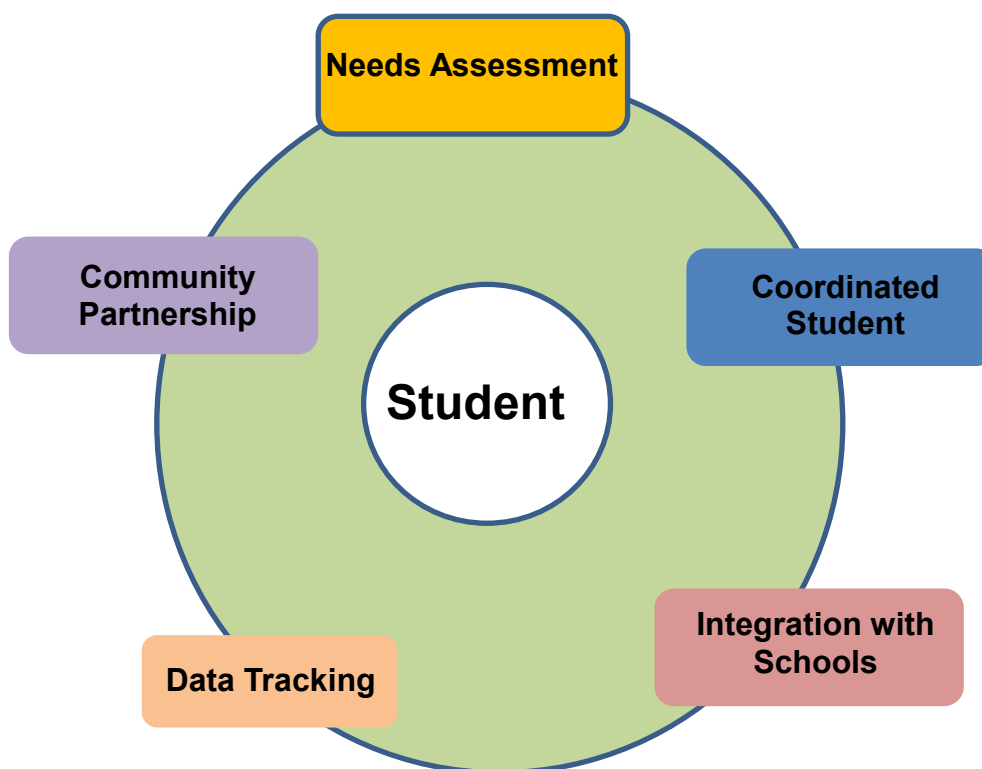 Needs Assessment
Community
Partnership
Coordinated
Student
Student
Integration with
Schools
Data Tracking